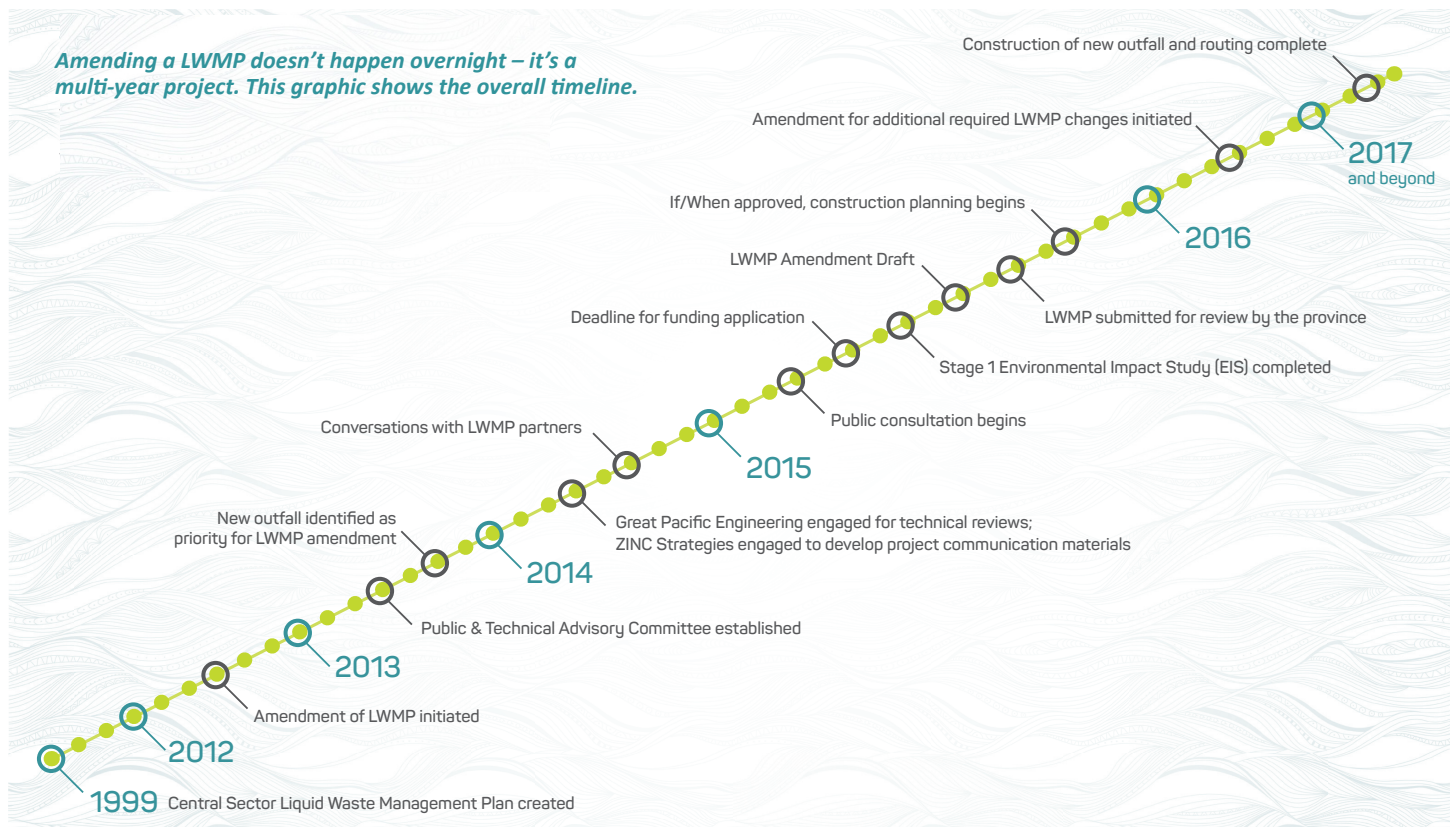 Amending a LWMP doesn't happen overnight – it's a
multi-year project. This graphic shows the overall timeline.
Construction of new outfall and routing complete
Amendment for additional required LWMP changes initiated
2017
and beyond
If/When approved, construction planning begins
2016
LWMP Amendment Draft
LWMP submitted for review by the province
Deadline for funding application
Stage 1 Environmental Impact Study (EIS) completed
Public consultation begins
Conversations with LWMP partners
2015
New outfall identified as
priority for LWMP amendment
Great Pacific Engineering engaged for technical reviews;
ZINC Strategies engaged to develop project communication materials
2014
Public & Technical Advisory Committee established
2013
Amendment of LWMP initiated
2012
1999 Central Sector Liquid Waste Management Plan created